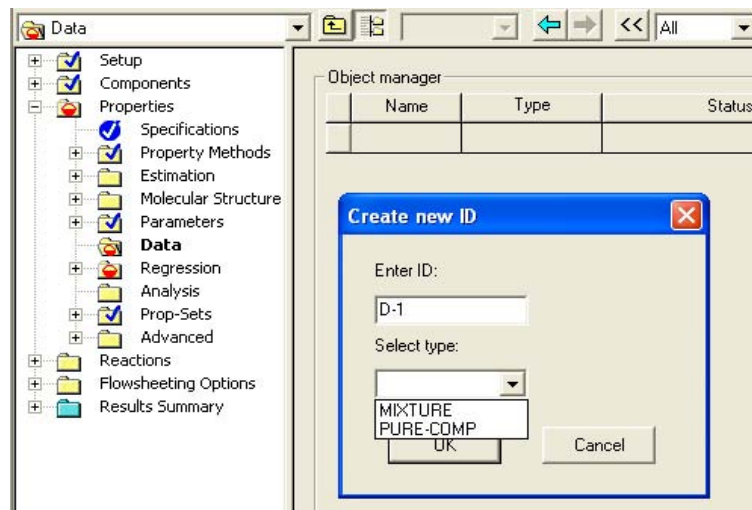 Data
<< All
Setup
Components
Properties
Specifications
Property Methods
Estimation
Molecular Structure
Parameters
Data
Regression
Analysis
Prop-Sets
Advanced
Reactions
Flowsheeting Options
Results Summary
Object manager
Name Type Status
Create new ID
Enter ID:
D-1
Select type:
MIXTURE
PURE-COMP
OK Cancel